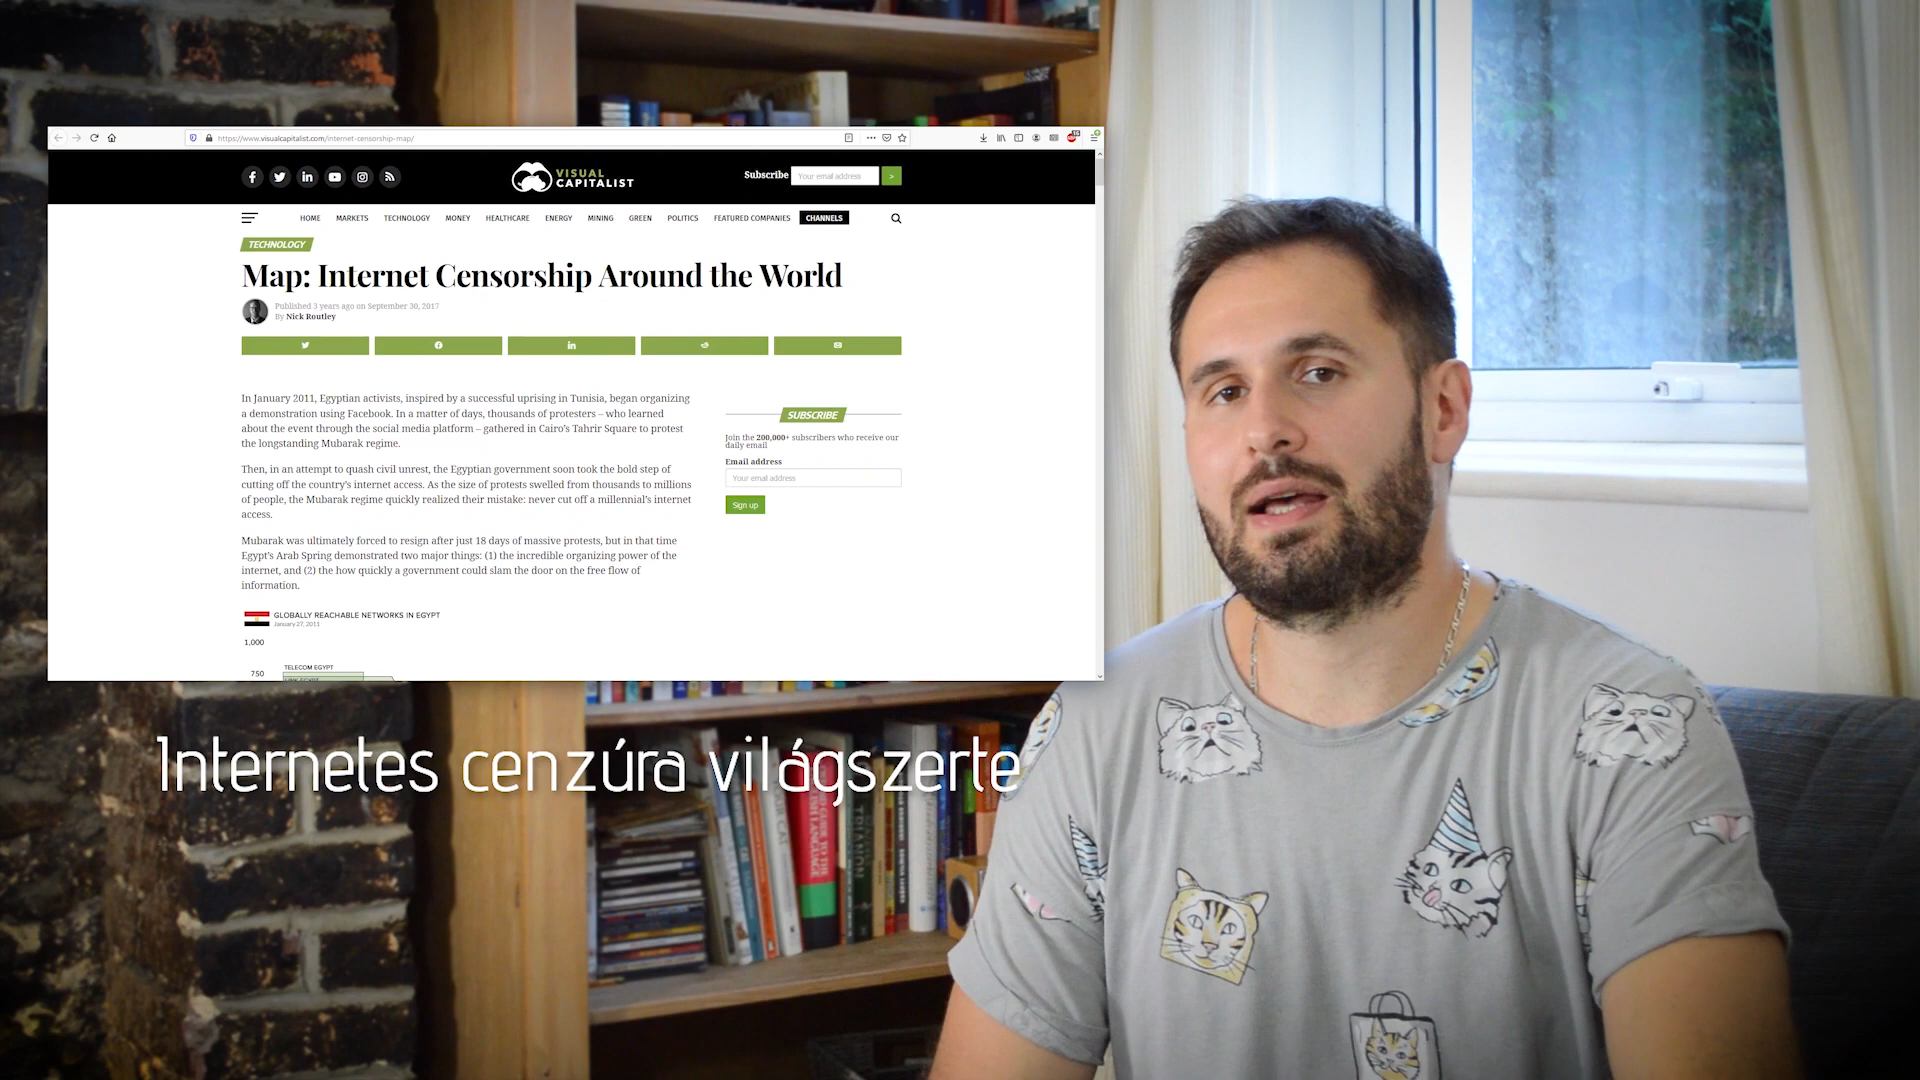 https://www.visualcapitalist.com/internet-censorship-map/
VISUAL
CAPITALIST
Subscribe
Your email address
>
HOME MARKETS TECHNOLOGY MONEY HEALTHCARE ENERGY MINING GREEN POLITICS FEATURED COMPANIES CHANNELS
TECHNOLOGY
Map: Internet Censorship Around the World
Published 3 years ago on September 30, 2017
By Nick Routley
In January 2011, Egyptian activists, inspired by a successful uprising in Tunisia, began organizing
a demonstration using Facebook. In a matter of days, thousands of protesters – who learned
about the event through the social media platform – gathered in Cairo's Tahrir Square to protest
the longstanding Mubarak regime.
Then, in an attempt to quash civil unrest, the Egyptian government soon took the bold step of
cutting off the country's internet access. As the size of protests swelled from thousands to millions
of people, the Mubarak regime quickly realized their mistake: never cut off a millennial's internet
access.
Mubarak was ultimately forced to resign after just 18 days of massive protests, but in that time
Egypt's Arab Spring demonstrated two major things: (1) the incredible organizing power of the
internet, and (2) the how quickly a government could slam the door on the free flow of
information.
SUBSCRIBE
Join the 200,000+ subscribers who receive our
daily email
Email address
Your email address
Sign up
GLOBALLY REACHABLE NETWORKS IN EGYPT
January 27, 2011
1,000
TELECOM EGYPT
750
Internetes cenzúra világszerte
TRIANON